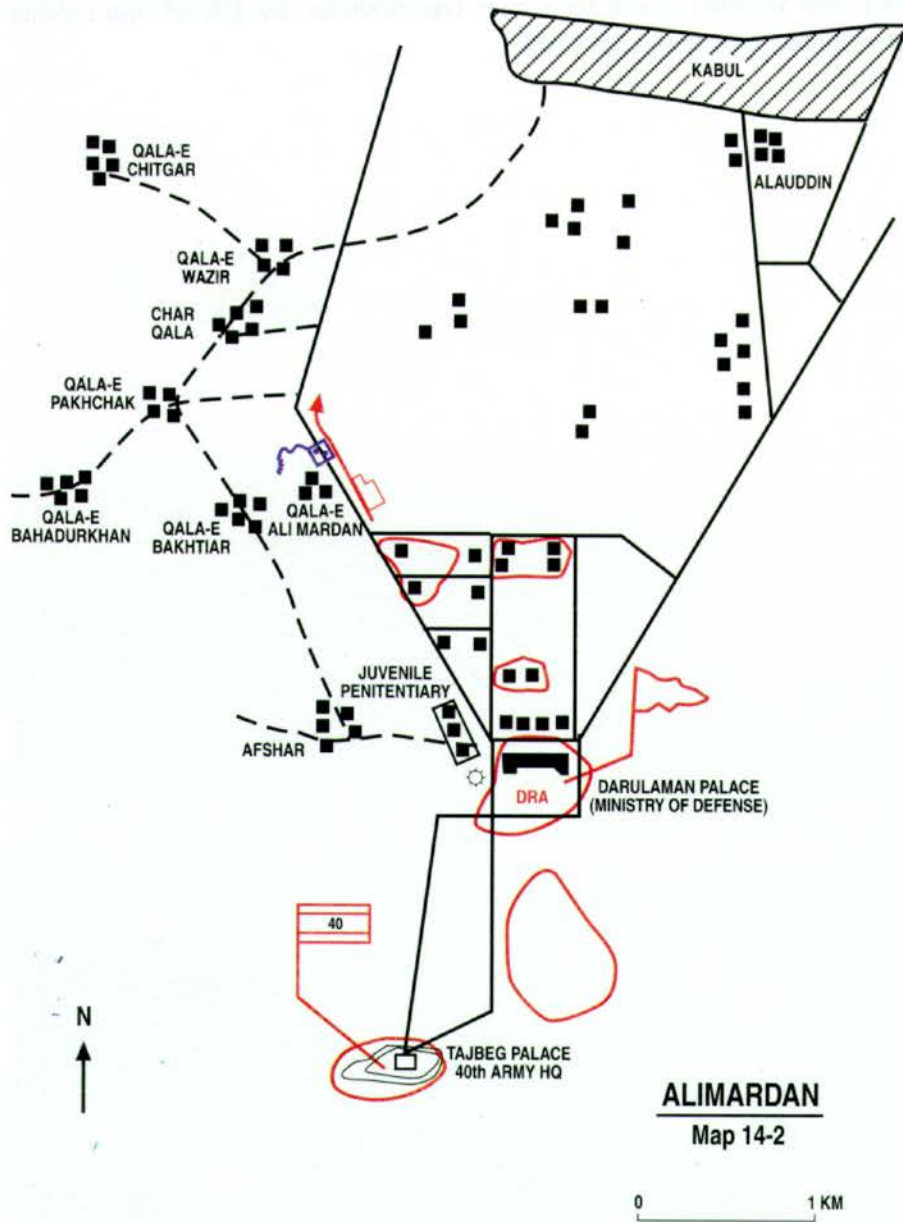 KABUL
QALA-E
CHITGAR
ALAUDDIN
QALA-E
WAZIR
CHAR
QALA
QALA-E
PAKHCHAK
QALA-E
BAHADURKHAN
QALA-E
BAKHTIAR
QALA-E
ALI MARDAN
JUVENILE
PENITENTIARY
AFSHAR
DRA
DARULAMAN PALACE
(MINISTRY OF DEFENSE)
40
N
TAJBEG PALACE
40th ARMY HQ
ALIMARDAN
Map 14-2
0 1 KM